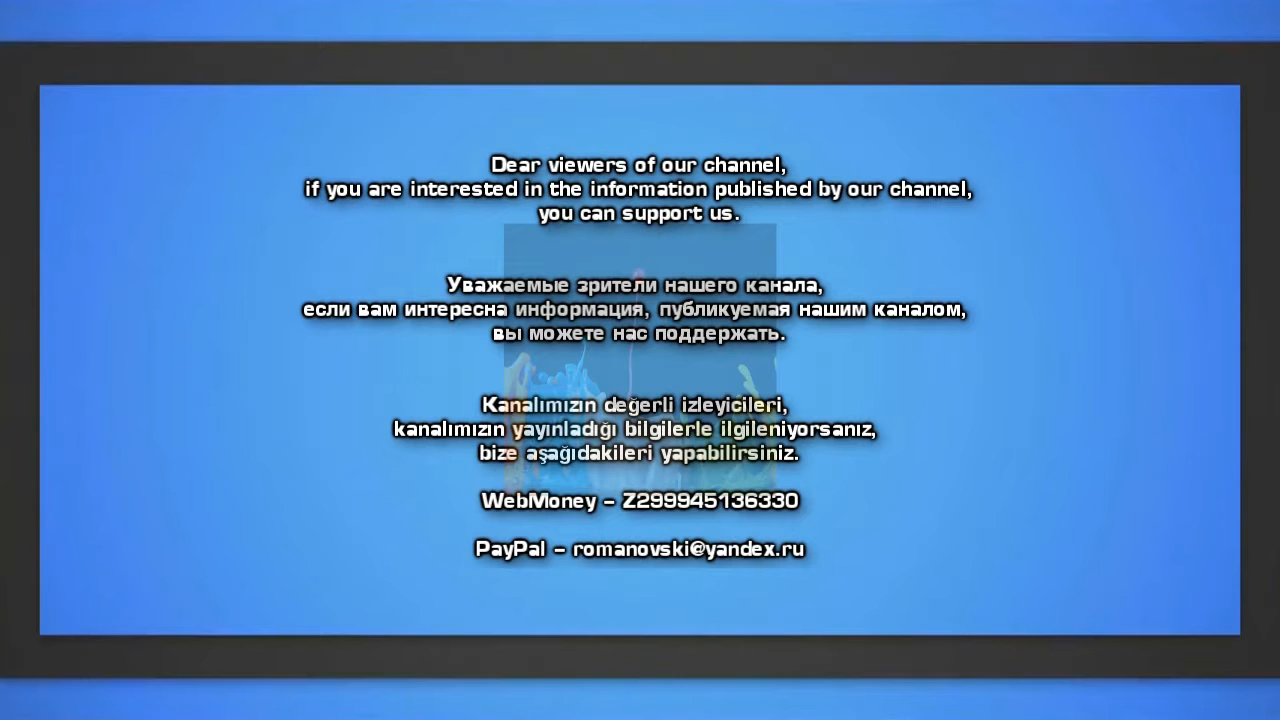 Dear viewers of our channel,
if you are interested in the information published by our channel,
you can support us.
Уважаемые зрители нашего канала,
если вам интересна информация, публикуемая нашим каналом,
вы можете нас поддержать.
Kanalımızın değerli izleyicileri,
kanalımızın yayınladığı bilgilerle ilgileniyorsanız,
bize aşağıdakileri yapabilirsiniz.
WebMoney - Z299945136330
PayPal - romanovski@yandex.ru